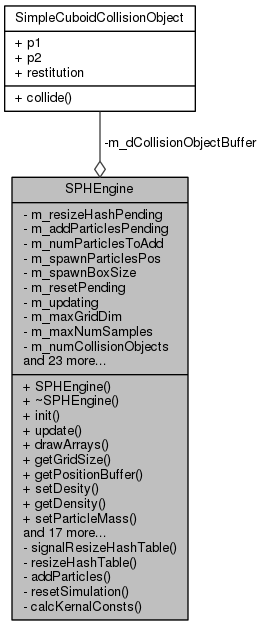 SimpleCuboidCollisionObject
+ p1
+ p2
+ restitution
+ collide()
-m_dCollisionObjectBuffer
SPHEngine
- m_resizeHashPending
- m_addParticlesPending
- m_numParticlesToAdd
- m_spawnParticlesPos
- m_spawnBoxSize
- m_resetPending
- m_updating
- m_maxGridDim
- m_maxNumSamples
- m_numCollisionObjects
and 23 more...
+ SPHEngine()
+ ~SPHEngine()
+ init()
+ update()
+ drawArrays()
+ getGridSize()
+ getPositionBuffer()
+ setDesity()
+ getDensity()
+ setParticleMass()
and 17 more...
- signalResizeHashTable()
- resizeHashTable()
- addParticles()
- resetSimulation()
- calcKernalConsts()